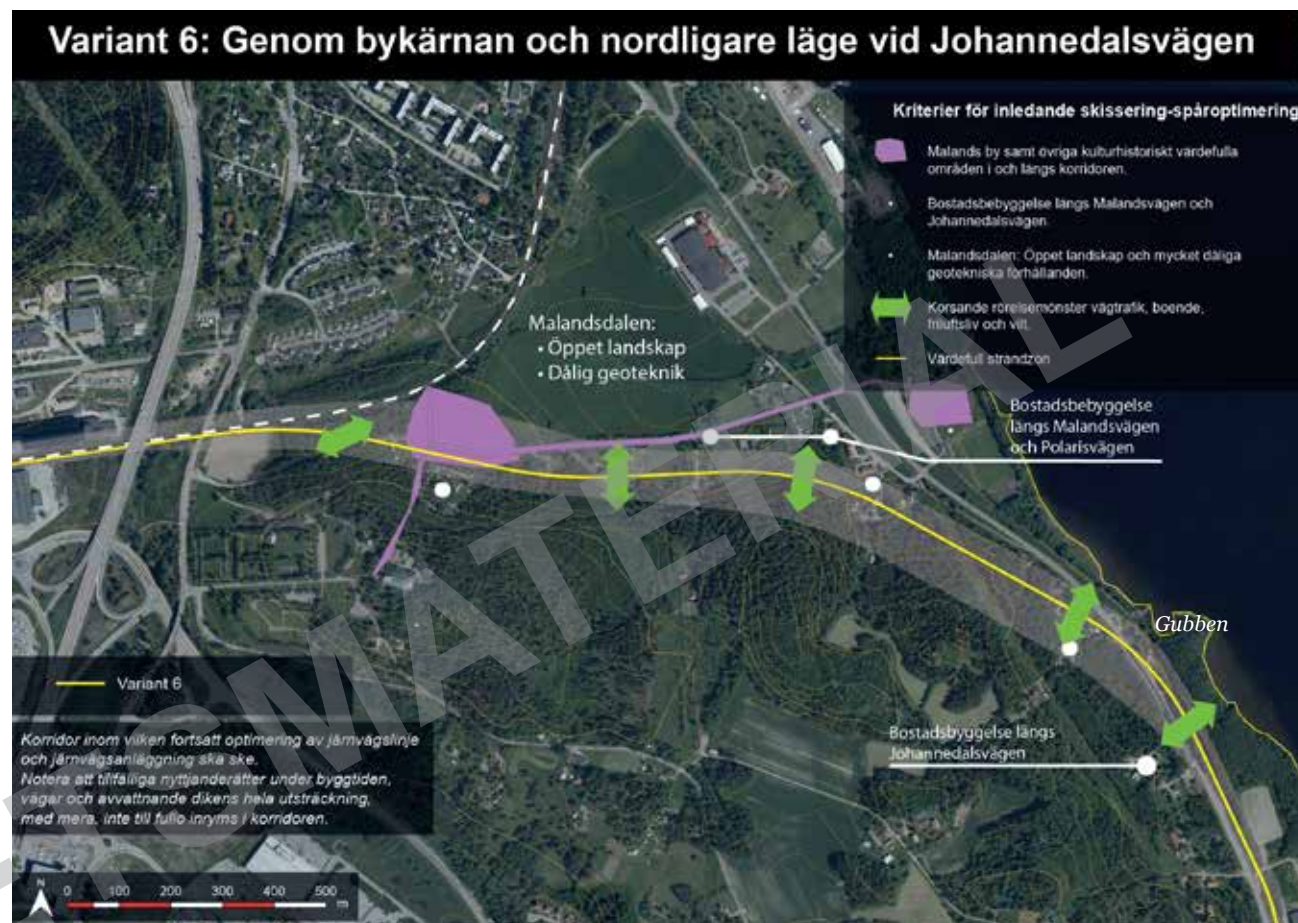 Variant 6: Genom bykärnan och nordligare läge vid Johannedalsvägen
Kriterier för inledande skissering-spåroptimering
Malands by samt övriga kulturhistoriskt värdefulla
områden i och längs korridoren.
Bostadsbebyggelse längs Malandsvägen och
Johannedalsvägen.
Malandsdalen: Öppet landskap och mycket dåliga
geotekniska förhållanden.
Korsande rörelsemönster vägtrafik, boende,
friluftsliv och vilt.
Värdefull strandzon
Malandsdalen:
• Öppet landskap
• Dålig geoteknik
Bostadsbebyggelse
längs Malandsvägen
och Polarisvägen
Gubben
Bostadsbyggelse längs
Johannedalsvägen
Variant 6
Korridor inom vilken fortsatt optimering av järnvägslinje
och järnvägsanläggning ska ske.
Notera att tillfälliga nyttjanderätter under byggtiden,
vägar och avvattnande dikens hela utsträckning,
med mera, inte till fullo inryms i korridoren.
N
0 100 200 300 400 500
m
TSMATERIAL